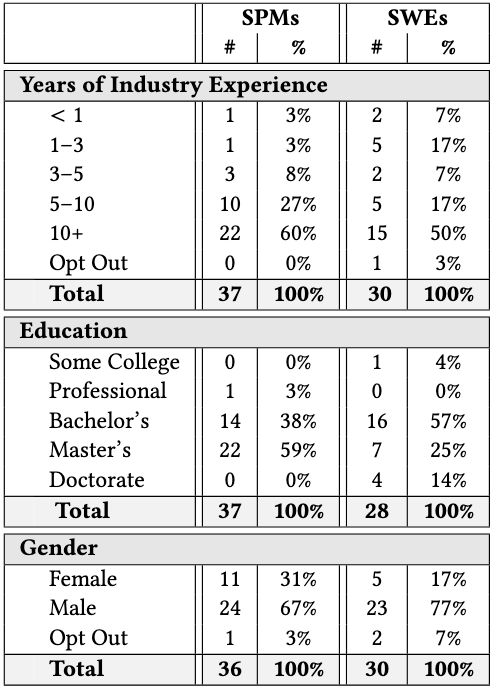 SPMs SWEs
# % # %
Years of Industry Experience
< 1 1 3% 2 7%
1–3 1 3% 5 17%
3–5 3 8% 2 7%
5–10 10 27% 5 17%
10+ 22 60% 15 50%
Opt Out 0 0% 1 3%
Total 37 100% 30 100%
Education
Some College 0 0% 1 4%
Professional 1 3% 0 0%
Bachelor's 14 38% 16 57%
Master's 22 59% 7 25%
Doctorate 0 0% 4 14%
Total 37 100% 28 100%
Gender
Female 11 31% 5 17%
Male 24 67% 23 77%
Opt Out 1 3% 2 7%
Total 36 100% 30 100%